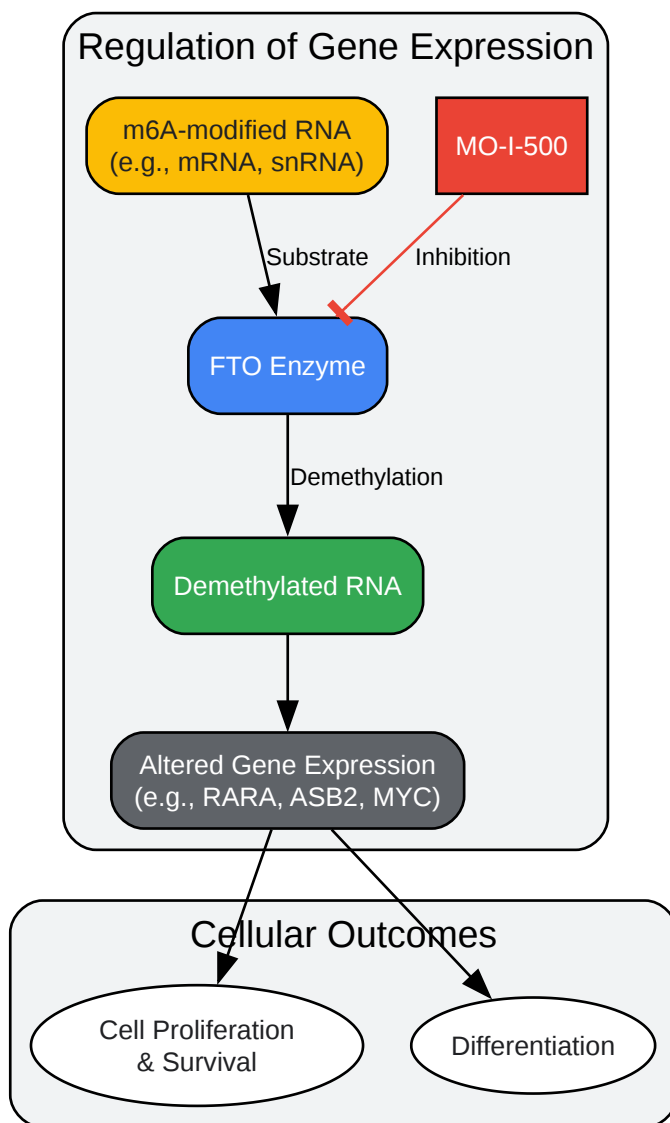 Regulation of Gene Expression
m6A-modified RNA
(e.g., mRNA, snRNA)
MO-I-500
Substrate
Inhibition
FTO Enzyme
Demethylation
Demethylated RNA
Altered Gene Expression
(e.g., RARA, ASB2, MYC)
Cellular Outcomes
Cell Proliferation
& Survival
Differentiation